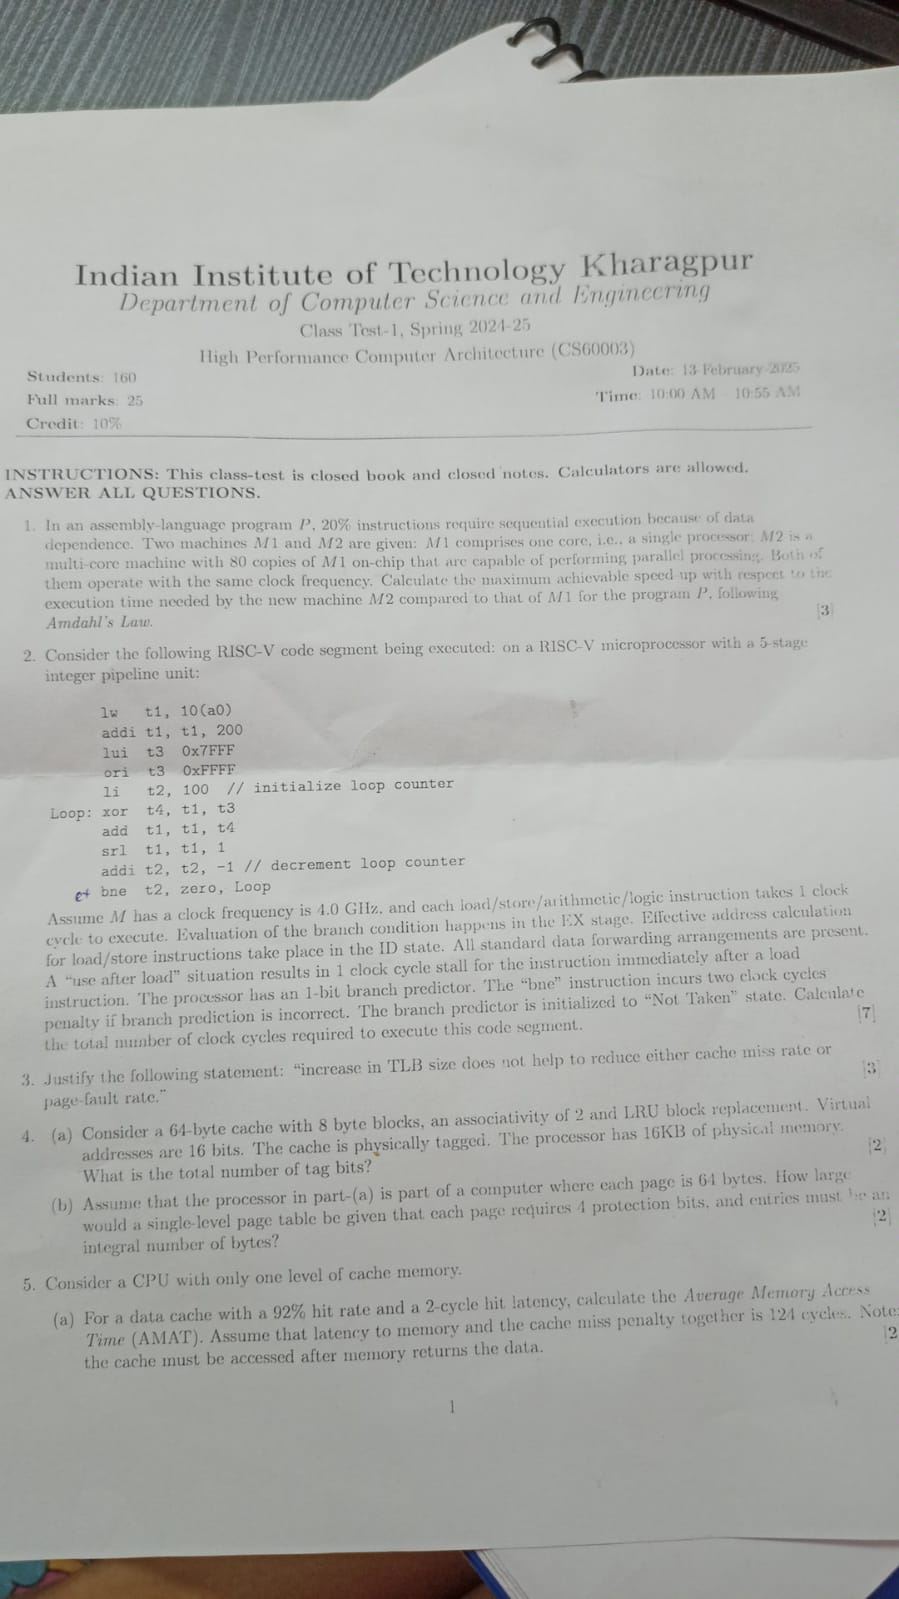 Indian Institute of Technology Kharagpur
Department of Computer Science and Engineering
Class Test-1, Spring 2024-25
High Performance Computer Architecture (CS60003)
Students: 160
Date: 13-February-2025
Full marks: 25
Time: 10:00 AM - 10:55 AM
Credit: 10%
INSTRUCTIONS: This class-test is closed book and closed notes. Calculators are allowed.
ANSWER ALL QUESTIONS.
1. In an assembly-language program P, 20% instructions require sequential execution because of data
dependence. Two machines M1 and M2 are given: M1 comprises one core, i.e., a single processor; M2 is a
multi-core machine with 80 copies of M1 on-chip that are capable of performing parallel processing. Both of
them operate with the same clock frequency. Calculate the maximum achievable speed-up with respect to the
execution time needed by the new machine M2 compared to that of M1 for the program P, following
Amdahl's Law. [3]
2. Consider the following RISC-V code segment being executed: on a RISC-V microprocessor with a 5-stage
integer pipeline unit:
lw t1, 10(a0)
addi t1, t1, 200
lui t3 0x7FFF
ori t3 0xFFFF
li t2, 100 // initialize loop counter
Loop: xor t4, t1, t3
add t1, t1, t4
srl t1, t1, 1
addi t2, t2, -1 // decrement loop counter
bne t2, zero, Loop
Assume M has a clock frequency is 4.0 GHz, and each load/store/arithmetic/logic instruction takes 1 clock
cycle to execute. Evaluation of the branch condition happens in the EX stage. Effective address calculation
for load/store instructions take place in the ID state. All standard data forwarding arrangements are present.
A "use after load" situation results in 1 clock cycle stall for the instruction immediately after a load
instruction. The processor has an 1-bit branch predictor. The "bne" instruction incurs two clock cycles
penalty if branch prediction is incorrect. The branch predictor is initialized to "Not Taken" state. Calculate
the total number of clock cycles required to execute this code segment. [7]
3. Justify the following statement: "increase in TLB size does not help to reduce either cache miss rate or
page-fault rate." [3]
4. (a) Consider a 64-byte cache with 8 byte blocks, an associativity of 2 and LRU block replacement. Virtual
addresses are 16 bits. The cache is physically tagged. The processor has 16KB of physical memory.
What is the total number of tag bits? [2]
(b) Assume that the processor in part-(a) is part of a computer where each page is 64 bytes. How large
would a single-level page table be given that each page requires 4 protection bits, and entries must be an
integral number of bytes? [2]
5. Consider a CPU with only one level of cache memory.
(a) For a data cache with a 92% hit rate and a 2-cycle hit latency, calculate the Average Memory Access
Time (AMAT). Assume that latency to memory and the cache miss penalty together is 124 cycles. Note:
the cache must be accessed after memory returns the data. [2
1